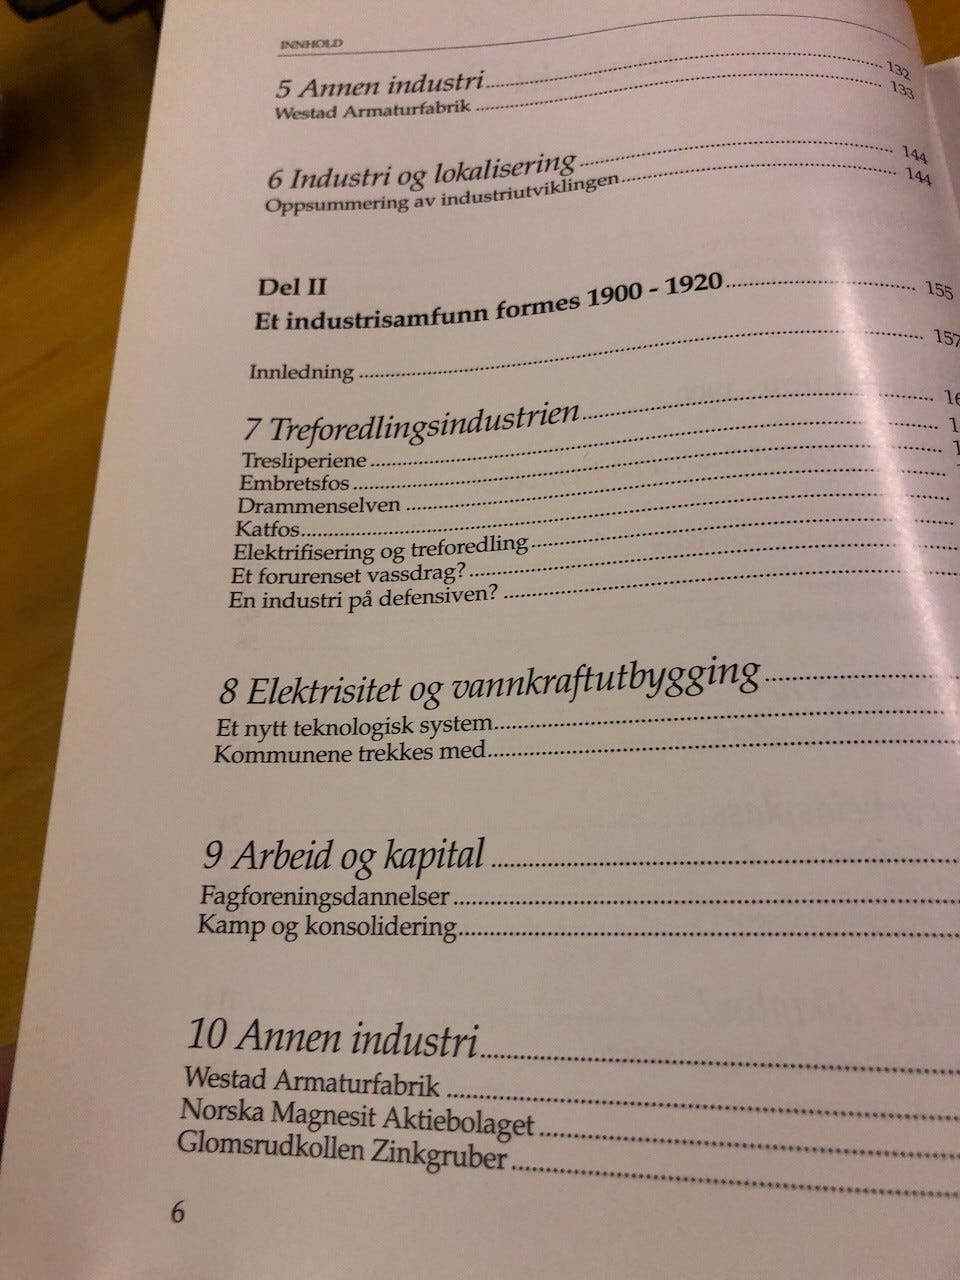 INNHOLD
5 Annen industri ........ 132
Westad Armaturfabrik ........ 133
6 Industri og lokalisering ........ 144
Oppsummering av industriutviklingen ........ 144
Del II
Et industrisamfunn formes 1900 - 1920 ........ 155
Innledning ........ 157
7 Treforedlingsindustrien ........
Tresliperiene ........
Embretsfos ........
Drammenselven ........
Katfos ........
Elektrifisering og treforedling ........
Et forurenset vassdrag? ........
En industri på defensiven? ........
8 Elektrisitet og vannkraftutbygging ........
Et nytt teknologisk system ........
Kommunene trekkes med ........
9 Arbeid og kapital ........
Fagforeningsdannelser ........
Kamp og konsolidering ........
10 Annen industri ........
Westad Armaturfabrik ........
Norska Magnesit Aktiebolaget ........
Glomsrudkollen Zinkgruber ........
6